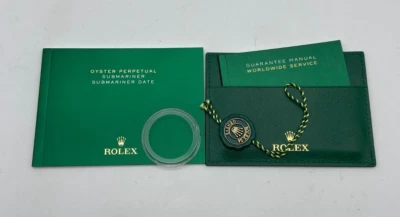 OYSTER PERPETUAL
SUBMARINER
SUBMARINER DATE
ROLEX
GUARANTEE MANUAL
WORLDWIDE SERVICE
ROLEX